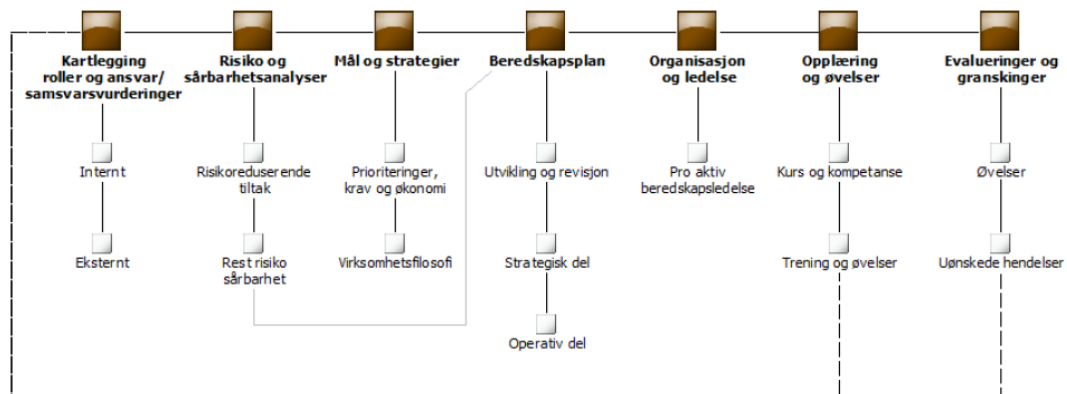 Kartlegging
roller og ansvar/
samsvarsvurderinger
Risiko og
sårbarhetsanalyser
Mål og strategier
Beredskapsplan
Organisasjon
og ledelse
Opplæring
og øvelser
Evalueringer og
granskinger
Internt
Risikoreduserende
tiltak
Prioriteringer,
krav og økonomi
Utvikling og revisjon
Pro aktiv
beredskapsledelse
Kurs og kompetanse
Øvelser
Eksternt
Rest risiko
sårbarhet
Virksomhetsfilosofi
Strategisk del
Trening og øvelser
Uønskede hendelser
Operativ del